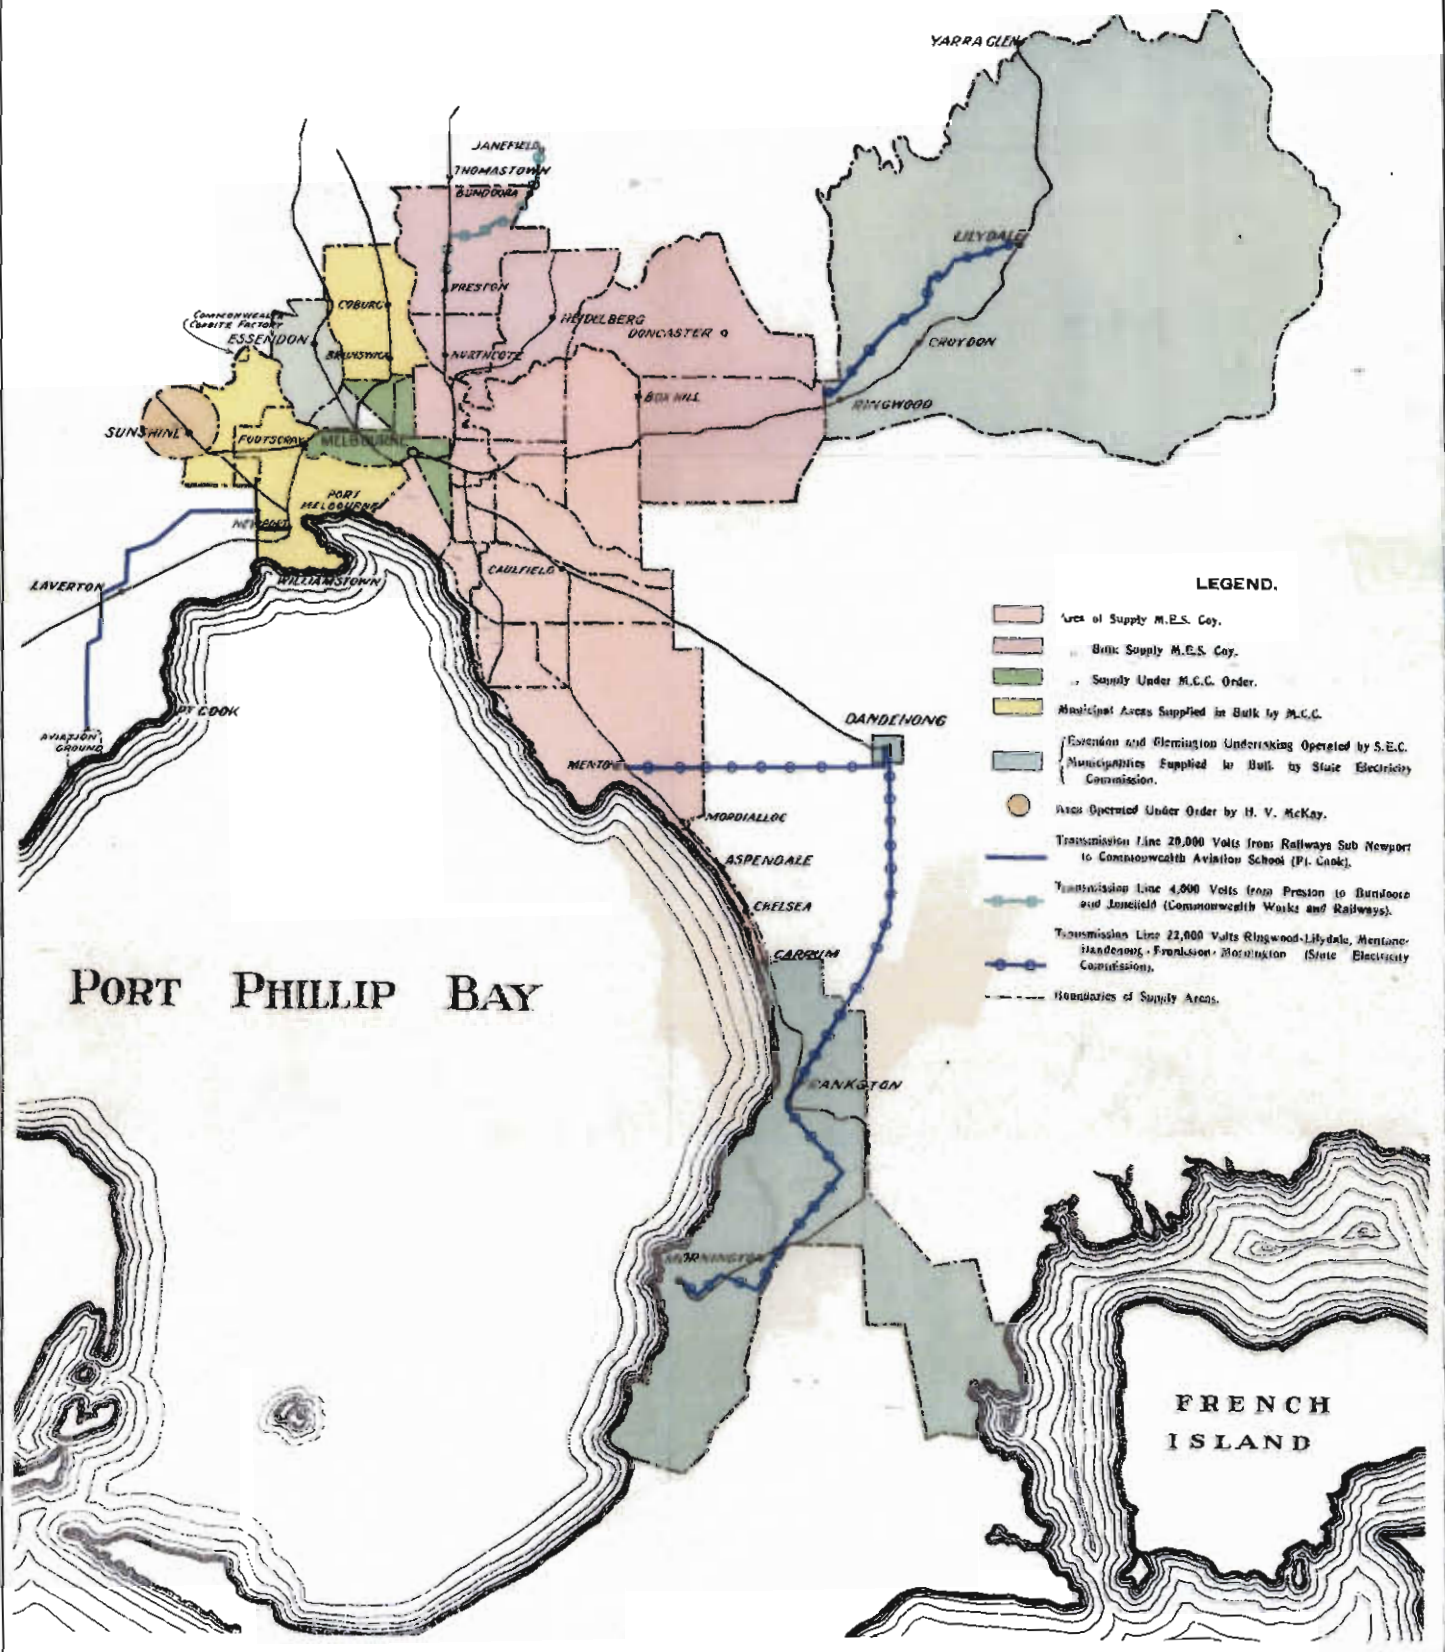 YARRA GLEN
JANEFIELD
THOMASTOWN
BUNDOORA
LILYDALE
PRESTON
COBURG
HEIDELBERG
COMMONWEALTH
CORDITE FACTORY
DONCASTER
ESSENDON
BRUNSWICK
NORTHCOTE
CROYDON
BOX HILL
RINGWOOD
SUNSHINE
FOOTSCRAY
MELBOURNE
PORT
MELBOURNE
NEWPORT
CAULFIELD
LAVERTON
WILLIAMSTOWN
LEGEND.
Area of Supply M.E.S. Coy.
„ Bulk Supply M.E.S. Coy.
„ Supply Under M.C.C. Order.
Municipal Areas Supplied in Bulk by M.C.C.
Essendon and Flemington Undertaking Operated by S.E.C.
Municipalities Supplied in Bulk by State Electricity
Commission.
Area Operated Under Order by H. V. McKay.
Transmission Line 20,000 Volts from Railways Sub Newport
to Commonwealth Aviation School (Pt. Cook).
Transmission Line 4,000 Volts from Preston to Bundoora
and Janefield (Commonwealth Works and Railways).
Transmission Line 22,000 Volts Ringwood-Lilydale, Mentone-
Dandenong-Frankston-Mornington (State Electricity
Commission).
Boundaries of Supply Areas.
PT COOK
AVIATION
GROUND
DANDENONG
MENTO
MORDIALLOC
ASPENDALE
CHELSEA
CARRUM
PORT PHILLIP BAY
RANKSTON
MORNINGTON
FRENCH
ISLAND